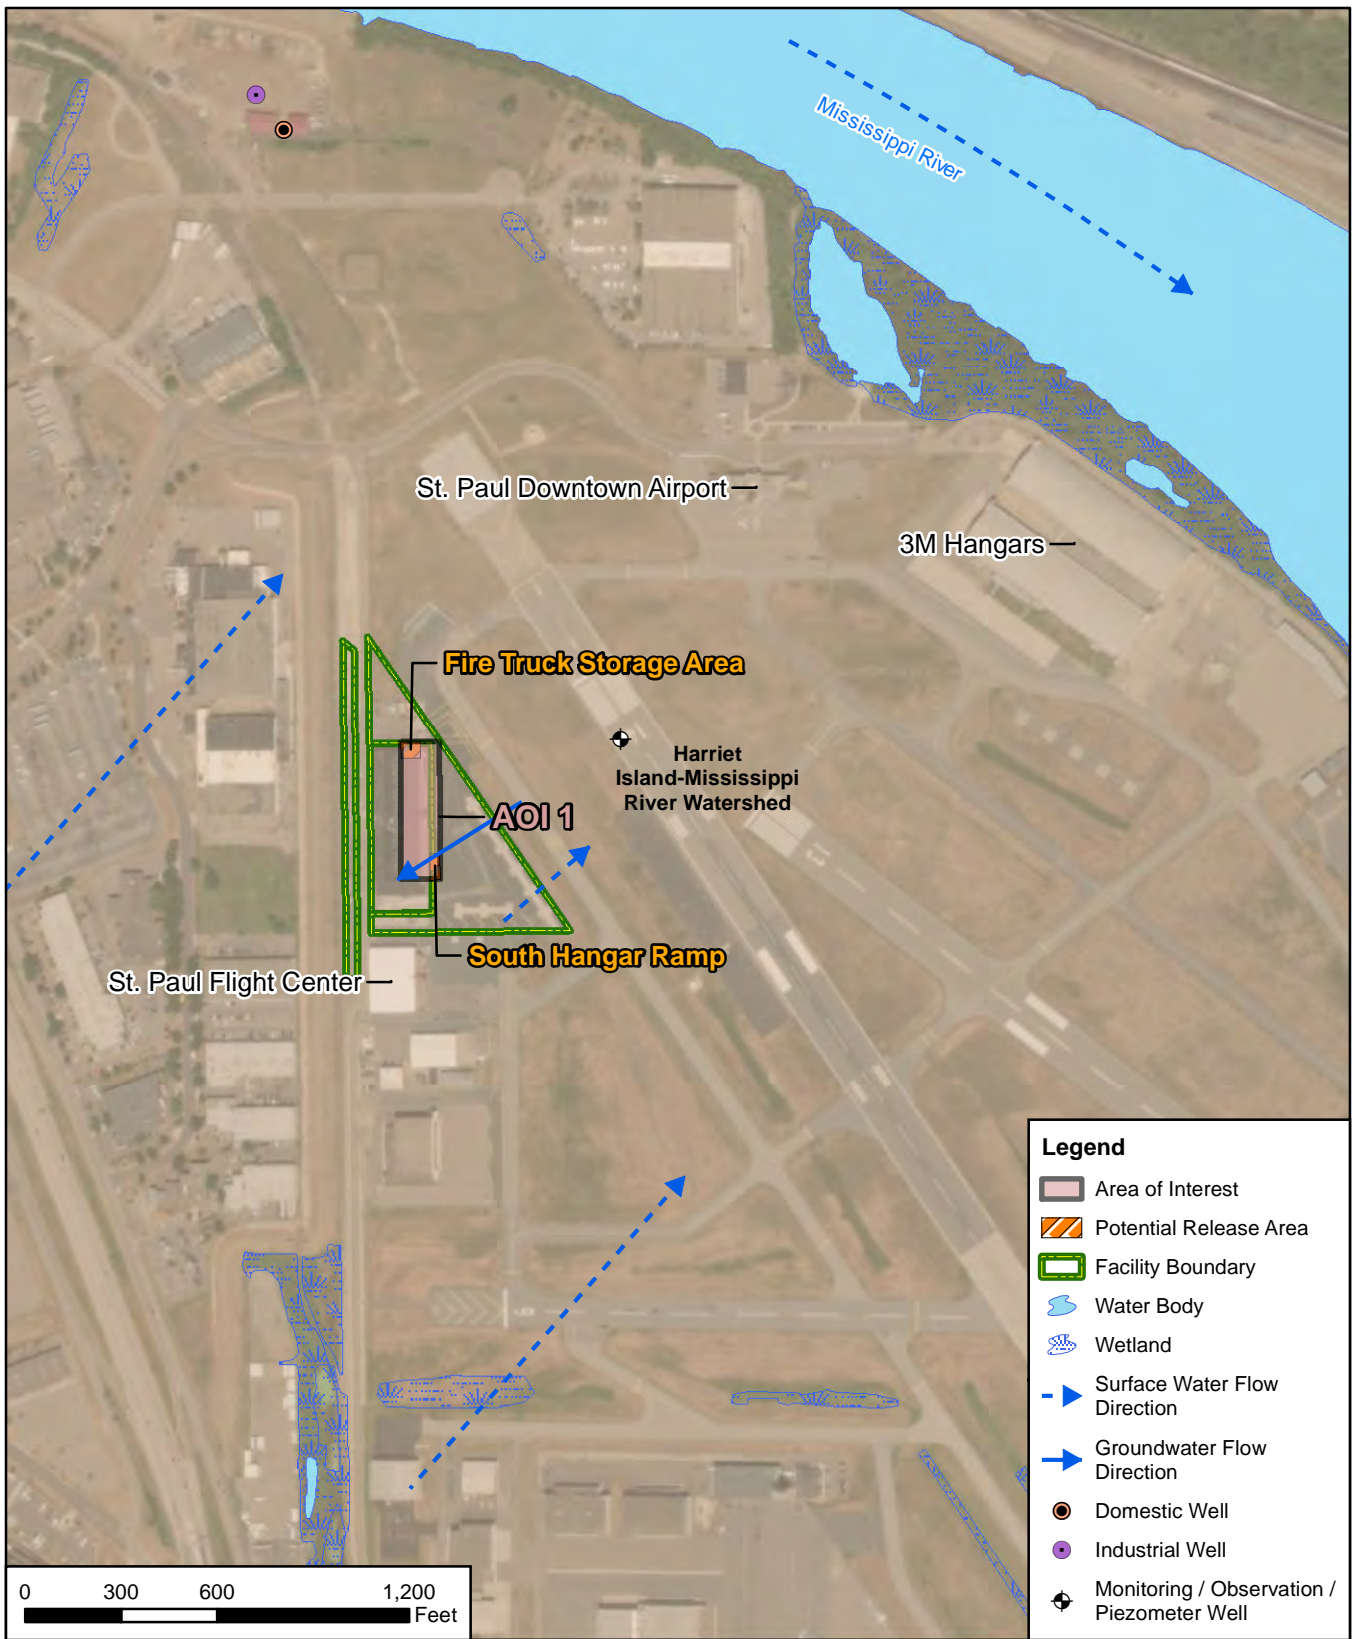 Mississippi River
St. Paul Downtown Airport
3M Hangars
Fire Truck Storage Area
Harriet
Island-Mississippi
River Watershed
AOI 1
South Hangar Ramp
St. Paul Flight Center
Legend
Area of Interest
Potential Release Area
Facility Boundary
Water Body
Wetland
Surface Water Flow
Direction
Groundwater Flow
Direction
Domestic Well
Industrial Well
Monitoring / Observation /
Piezometer Well
0 300 600 1,200
Feet